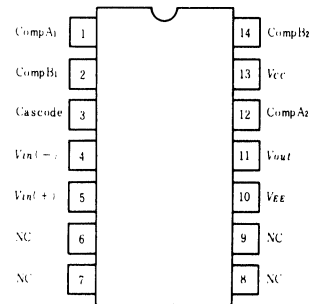 CompA1 1 14 CompB2
CompB1 2 13 VCC
Cascode 3 12 CompA2
Vin(−) 4 11 Vout
Vin(+) 5 10 VEE
NC 6 9 NC
NC 7 8 NC